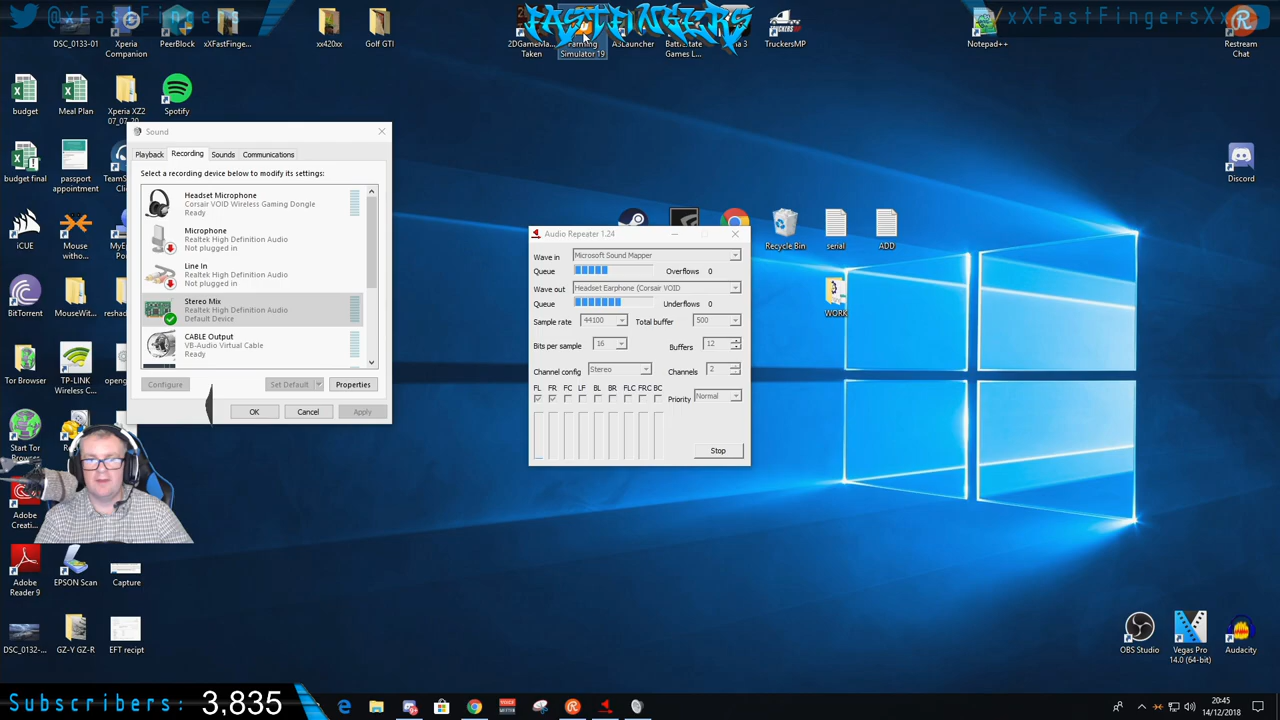 @xFastFingers
FASTFINGERS
/xXFastFingersXx
DSC_0133-01
Xperia
Companion
PeerBlock
xXFastFinge...
xx420xx
Golf GTI
2DGameMa...
Taken
Farming
Simulator 19
A3Launcher
BattleState
Games L...
TruckersMP
Notepad++
Restream
Chat
budget
Meal Plan
Xperia XZ2
Spotify
budget final
passport
appointment
Discord
iCUE
Mouse
Recycle Bin
serial
ADD
WORK
BitTorrent
MouseWit...
Tor Browser
TP-LINK
Wireless C...
Start Tor
Browser
Adobe
Creati...
Adobe
Reader 9
EPSON Scan
Capture
DSC_0132-...
GZ-Y GZ-R
EFT recipt
OBS Studio
Vegas Pro
14.0 (64-bit)
Audacity
Sound
Playback
Recording
Sounds
Communications
Select a recording device below to modify its settings:
Headset Microphone
Corsair VOID Wireless Gaming Dongle
Ready
Microphone
Realtek High Definition Audio
Not plugged in
Line In
Realtek High Definition Audio
Not plugged in
Stereo Mix
Realtek High Definition Audio
Default Device
CABLE Output
VB-Audio Virtual Cable
Ready
Configure
Set Default
Properties
OK
Cancel
Apply
Audio Repeater 1.24
Wave in
Microsoft Sound Mapper
Queue
Overflows 0
Wave out
Headset Earphone (Corsair VOID
Queue
Underflows 0
Sample rate
44100
Total buffer
500
Bits per sample
16
Buffers
12
Channel config
Stereo
Channels
2
FL FR FC LF BL BR FLC FRC BC
Priority
Normal
Stop
Subscribers: 3,835
20:45
14/12/2018